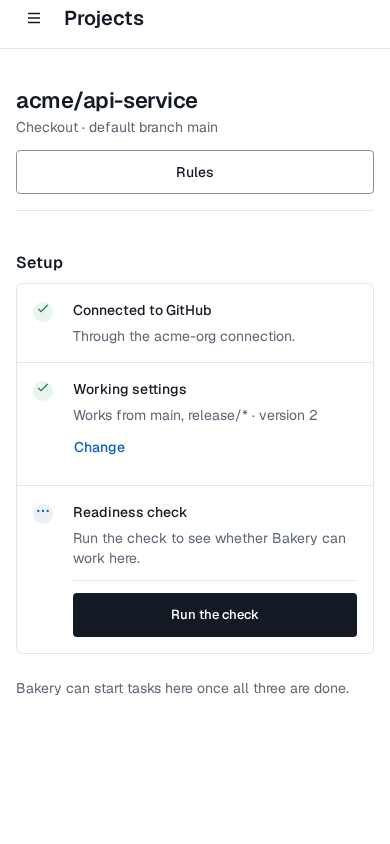 Projects
acme/api-service
Checkout · default branch main
Rules
Setup
Connected to GitHub
Through the acme-org connection.
Working settings
Works from main, release/* · version 2
Change
Readiness check
Run the check to see whether Bakery can
work here.
Run the check
Bakery can start tasks here once all three are done.